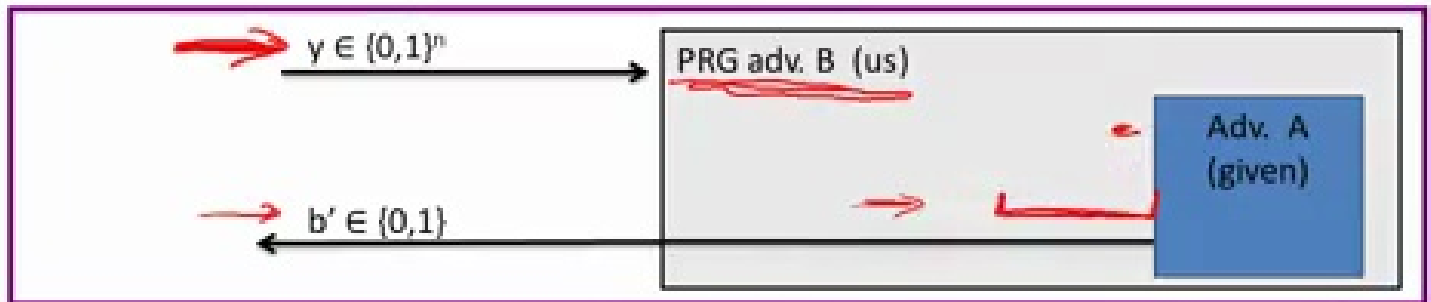 y ∈ {0,1}ⁿ
PRG adv. B (us)
Adv. A
(given)
b′ ∈ {0,1}